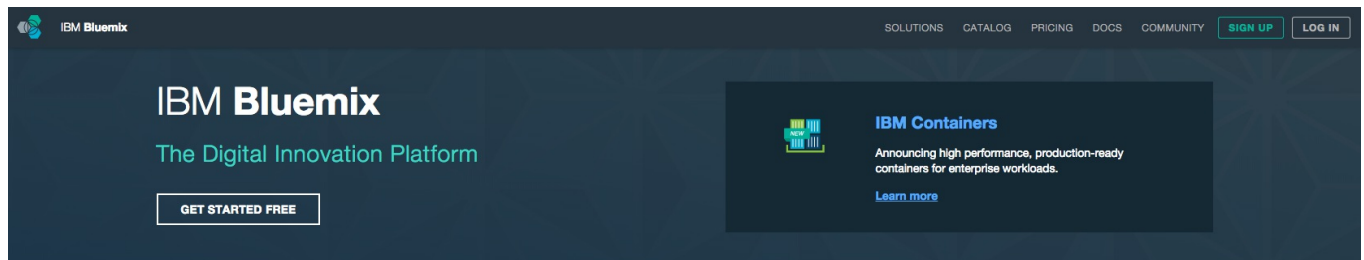 IBM Bluemix
SOLUTIONS CATALOG PRICING DOCS COMMUNITY SIGN UP LOG IN
IBM Bluemix
The Digital Innovation Platform
GET STARTED FREE
NEW
IBM Containers
Announcing high performance, production-ready
containers for enterprise workloads.
Learn more